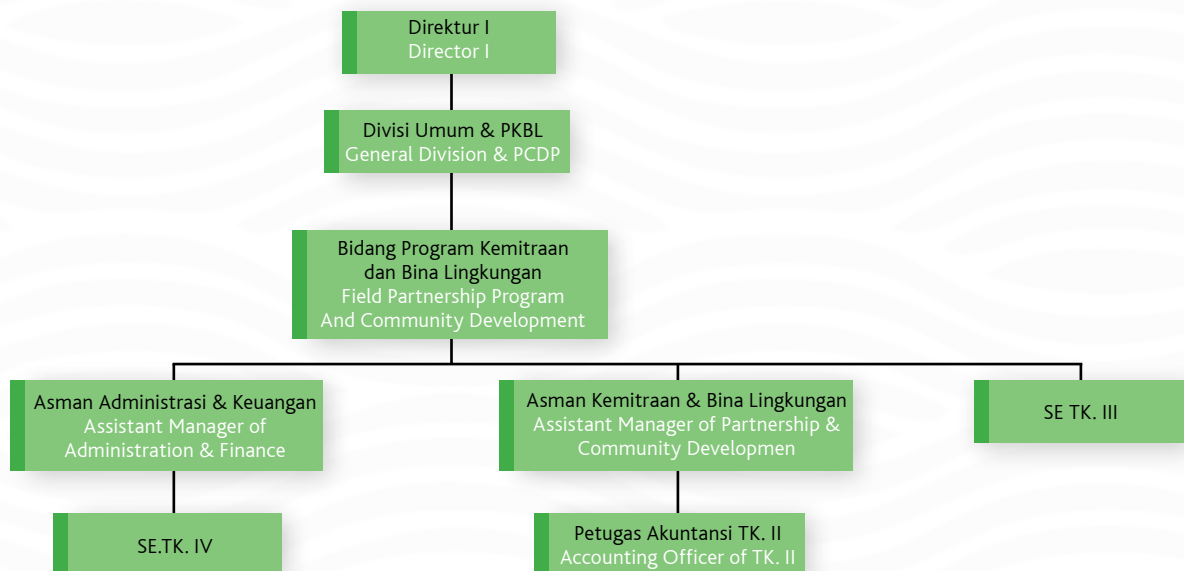 Direktur I
Director I
Divisi Umum & PKBL
General Division & PCDP
Bidang Program Kemitraan
dan Bina Lingkungan
Field Partnership Program
And Community Development
Asman Administrasi & Keuangan
Assistant Manager of
Administration & Finance
Asman Kemitraan & Bina Lingkungan
Assistant Manager of Partnership &
Community Developmen
SE TK. III
SE.TK. IV
Petugas Akuntansi TK. II
Accounting Officer of TK. II